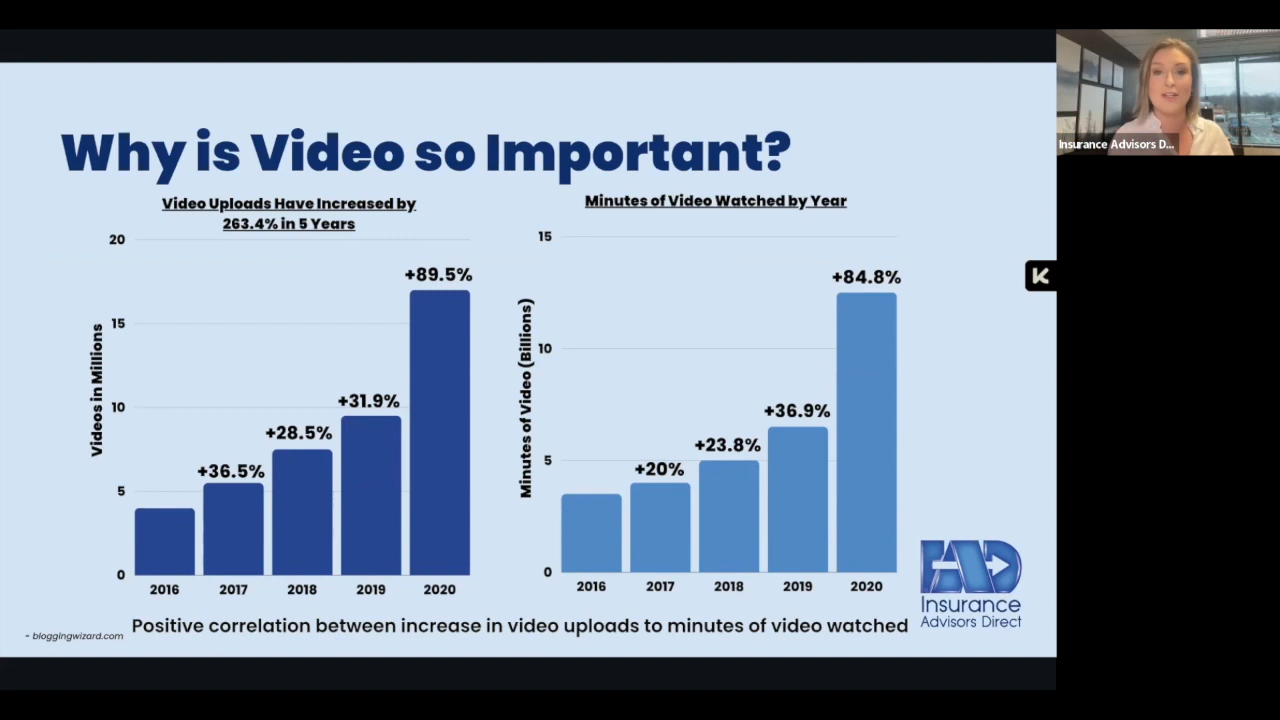 Why is Video so Important?
Video Uploads Have Increased by
263.4% in 5 Years
Videos in Millions
20
15
10
5
0
+36.5%
+28.5%
+31.9%
+89.5%
2016
2017
2018
2019
2020
Minutes of Video Watched by Year
Minutes of Video (Billions)
15
10
5
0
+20%
+23.8%
+36.9%
+84.8%
2016
2017
2018
2019
2020
Positive correlation between increase in video uploads to minutes of video watched
- bloggingwizard.com
IAD
Insurance
Advisors Direct
Insurance Advisors D...
K